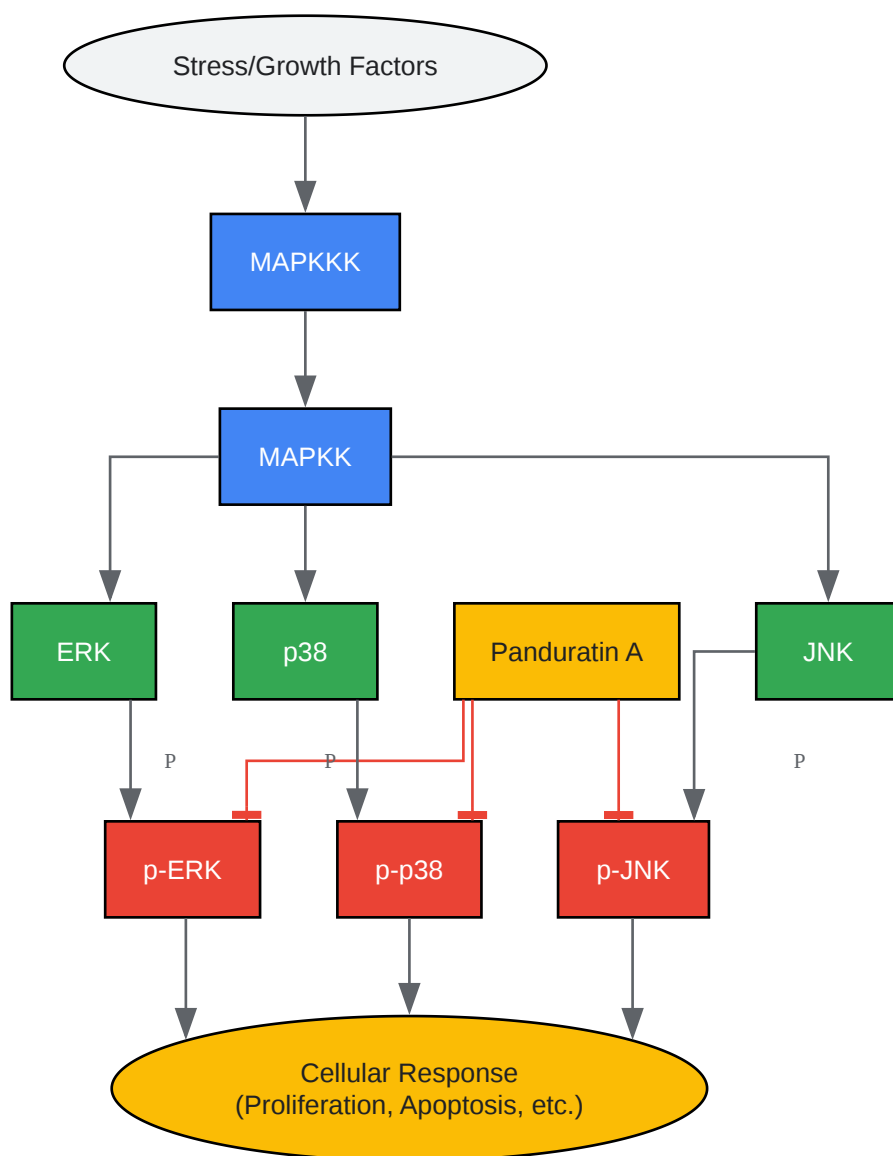 Stress/Growth Factors
MAPKKK
MAPKK
ERK
p38
Panduratin A
JNK
P
P
P
p-ERK
p-p38
p-JNK
Cellular Response
(Proliferation, Apoptosis, etc.)